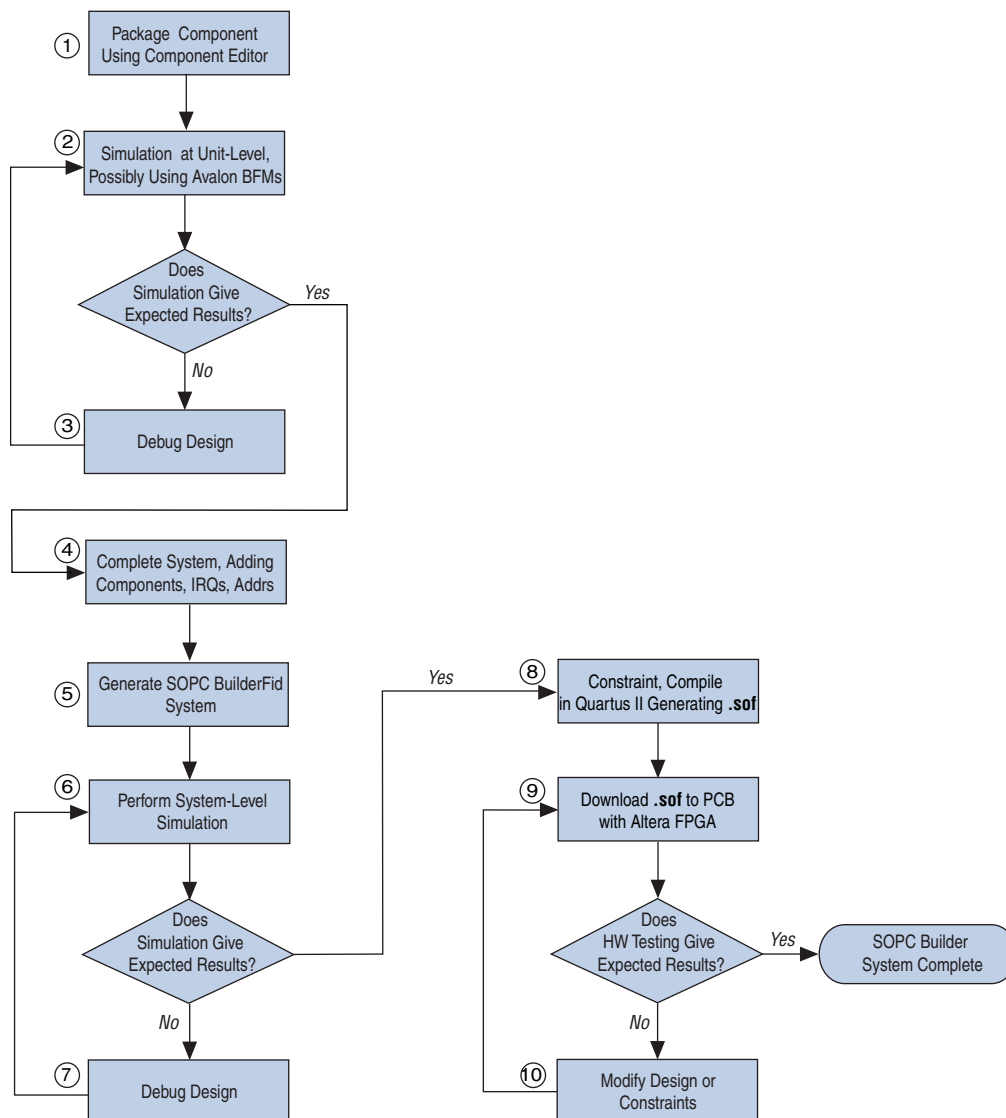 1
Package Component
Using Component Editor
2
Simulation at Unit-Level,
Possibly Using Avalon BFMs
Does
Simulation Give
Expected Results?
Yes
No
3
Debug Design
4
Complete System, Adding
Components, IRQs, Addrs
5
Generate SOPC BuilderFid
System
6
Perform System-Level
Simulation
Does
Simulation Give
Expected Results?
Yes
No
7
Debug Design
8
Constraint, Compile
in Quartus II Generating .sof
9
Download .sof to PCB
with Altera FPGA
Does
HW Testing Give
Expected Results?
Yes
No
SOPC Builder
System Complete
10
Modify Design or
Constraints